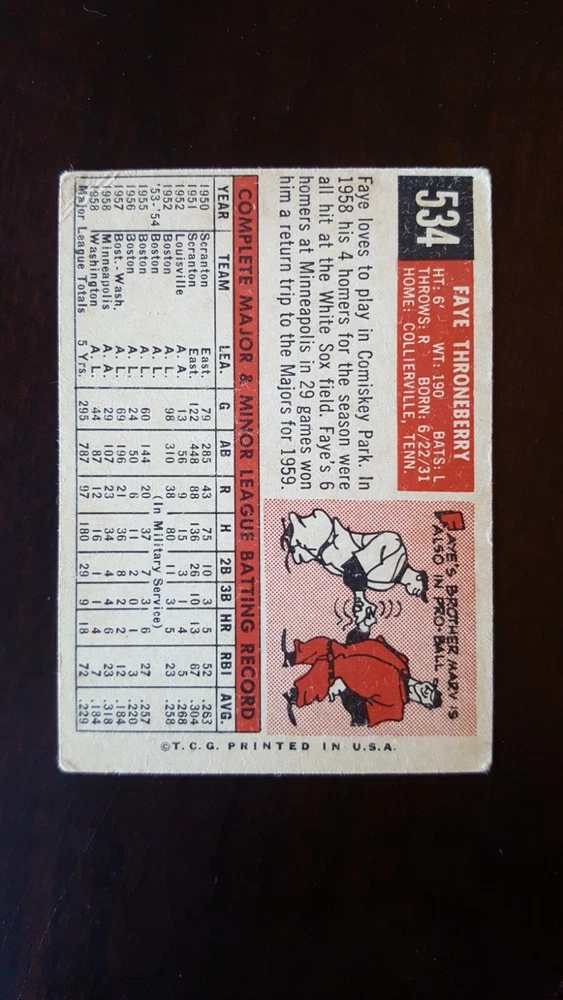 534
FAYE THRONEBERRY
HT: 6' WT: 190 BATS: L
THROWS: R BORN: 6/22/31
HOME: COLLIERVILLE, TENN.
Faye loves to play in Comiskey Park. In
1958 his 4 homers for the season were
all hit at the White Sox field. Faye's 6
homers at Minneapolis in 29 games won
him a return trip to the Majors for 1959.
FAYE'S BROTHER MARV IS
ALSO IN PRO-BALL
COMPLETE MAJOR & MINOR LEAGUE BATTING RECORD
YEAR TEAM LEA. G AB R H 2B 3B HR RBI AVG.
1950 Scranton East. 79 285 43 75 10 3 5 52 .263
1951 Scranton East. 122 448 88 136 26 10 13 67 .304
1952 Louisville A. A. 13 56 9 15 3 1 4 5 .268
1952 Boston A. L. 98 310 38 80 11 3 5 23 .258
'53-'54 Boston A. L. (In Military Service)
1955 Boston A. L. 60 144 20 37 7 3 6 27 .257
1956 Boston A. L. 24 50 6 11 2 0 1 3 .220
1957 Bost.-Wash. A. L. 69 196 21 36 8 2 2 12 .184
1958 Minneapolis A. A. 29 107 23 34 4 4 6 23 .318
1958 Washington A. L. 44 87 12 16 1 1 4 7 .184
Major League Totals 5 Yrs. 295 787 97 180 29 9 18 72 .229
©T.C.G. PRINTED IN U.S.A.